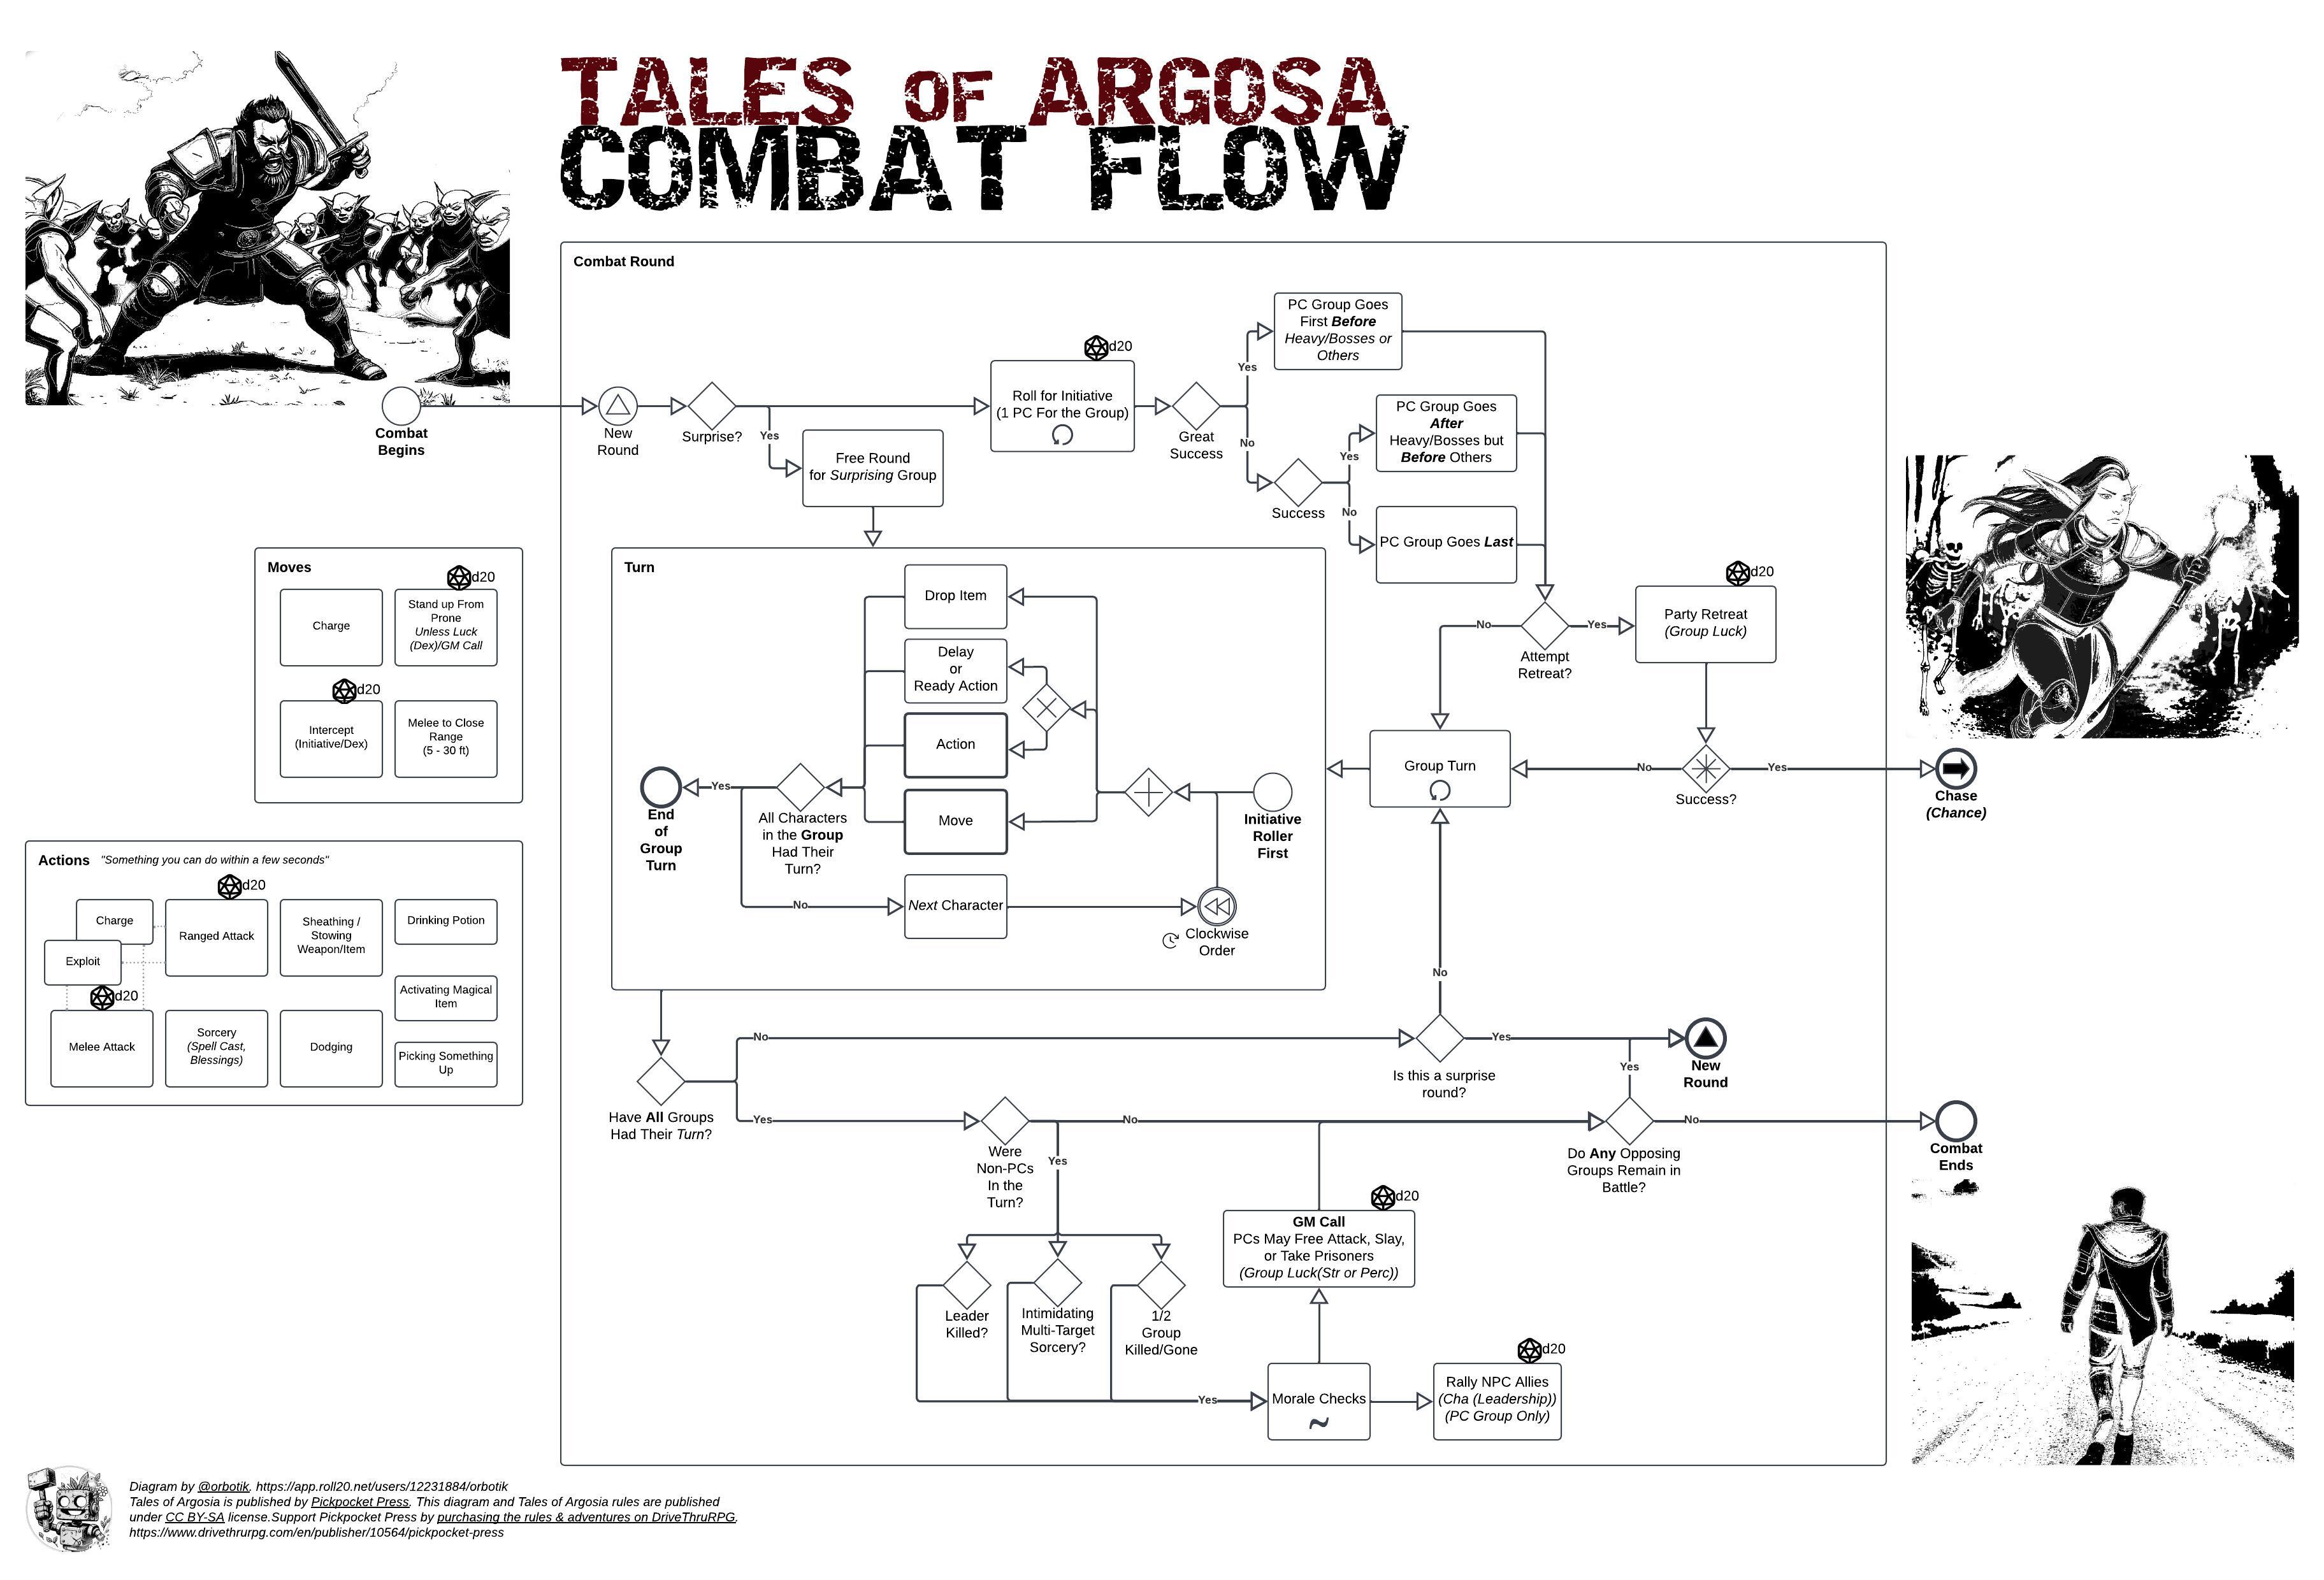 TALES OF ARGOSA
COMBAT FLOW
Combat Round
Combat
Begins
New
Round
Surprise?
Yes
Free Round
for Surprising Group
d20
Roll for Initiative
(1 PC For the Group)
Great
Success
Yes
No
PC Group Goes
First Before
Heavy/Bosses or
Others
Success
Yes
No
PC Group Goes
After
Heavy/Bosses but
Before Others
PC Group Goes Last
Attempt
Retreat?
No
Yes
d20
Party Retreat
(Group Luck)
Success?
No
Yes
Chase
(Chance)
Group Turn
Moves
Charge
d20
Stand up From
Prone
Unless Luck
(Dex)/GM Call
d20
Intercept
(Initiative/Dex)
Melee to Close
Range
(5 - 30 ft)
Actions
"Something you can do within a few seconds"
Charge
Exploit
d20
Ranged Attack
Sheathing /
Stowing
Weapon/Item
Drinking Potion
Activating Magical
Item
d20
Melee Attack
Sorcery
(Spell Cast,
Blessings)
Dodging
Picking Something
Up
Turn
Drop Item
Delay
or
Ready Action
Action
Move
Initiative
Roller
First
All Characters
in the Group
Had Their
Turn?
Yes
End
of
Group
Turn
No
Next Character
Clockwise
Order
Have All Groups
Had Their Turn?
No
Yes
Is this a surprise
round?
No
Yes
New
Round
Were
Non-PCs
In the
Turn?
No
Yes
Do Any Opposing
Groups Remain in
Battle?
Yes
No
Combat
Ends
Leader
Killed?
Intimidating
Multi-Target
Sorcery?
1/2
Group
Killed/Gone
Yes
Morale Checks
d20
GM Call
PCs May Free Attack, Slay,
or Take Prisoners
(Group Luck(Str or Perc))
d20
Rally NPC Allies
(Cha (Leadership))
(PC Group Only)
Diagram by @orbotik, https://app.roll20.net/users/12231884/orbotik
Tales of Argosia is published by Pickpocket Press. This diagram and Tales of Argosia rules are published
under CC BY-SA license.Support Pickpocket Press by purchasing the rules & adventures on DriveThruRPG.
https://www.drivethrurpg.com/en/publisher/10564/pickpocket-press